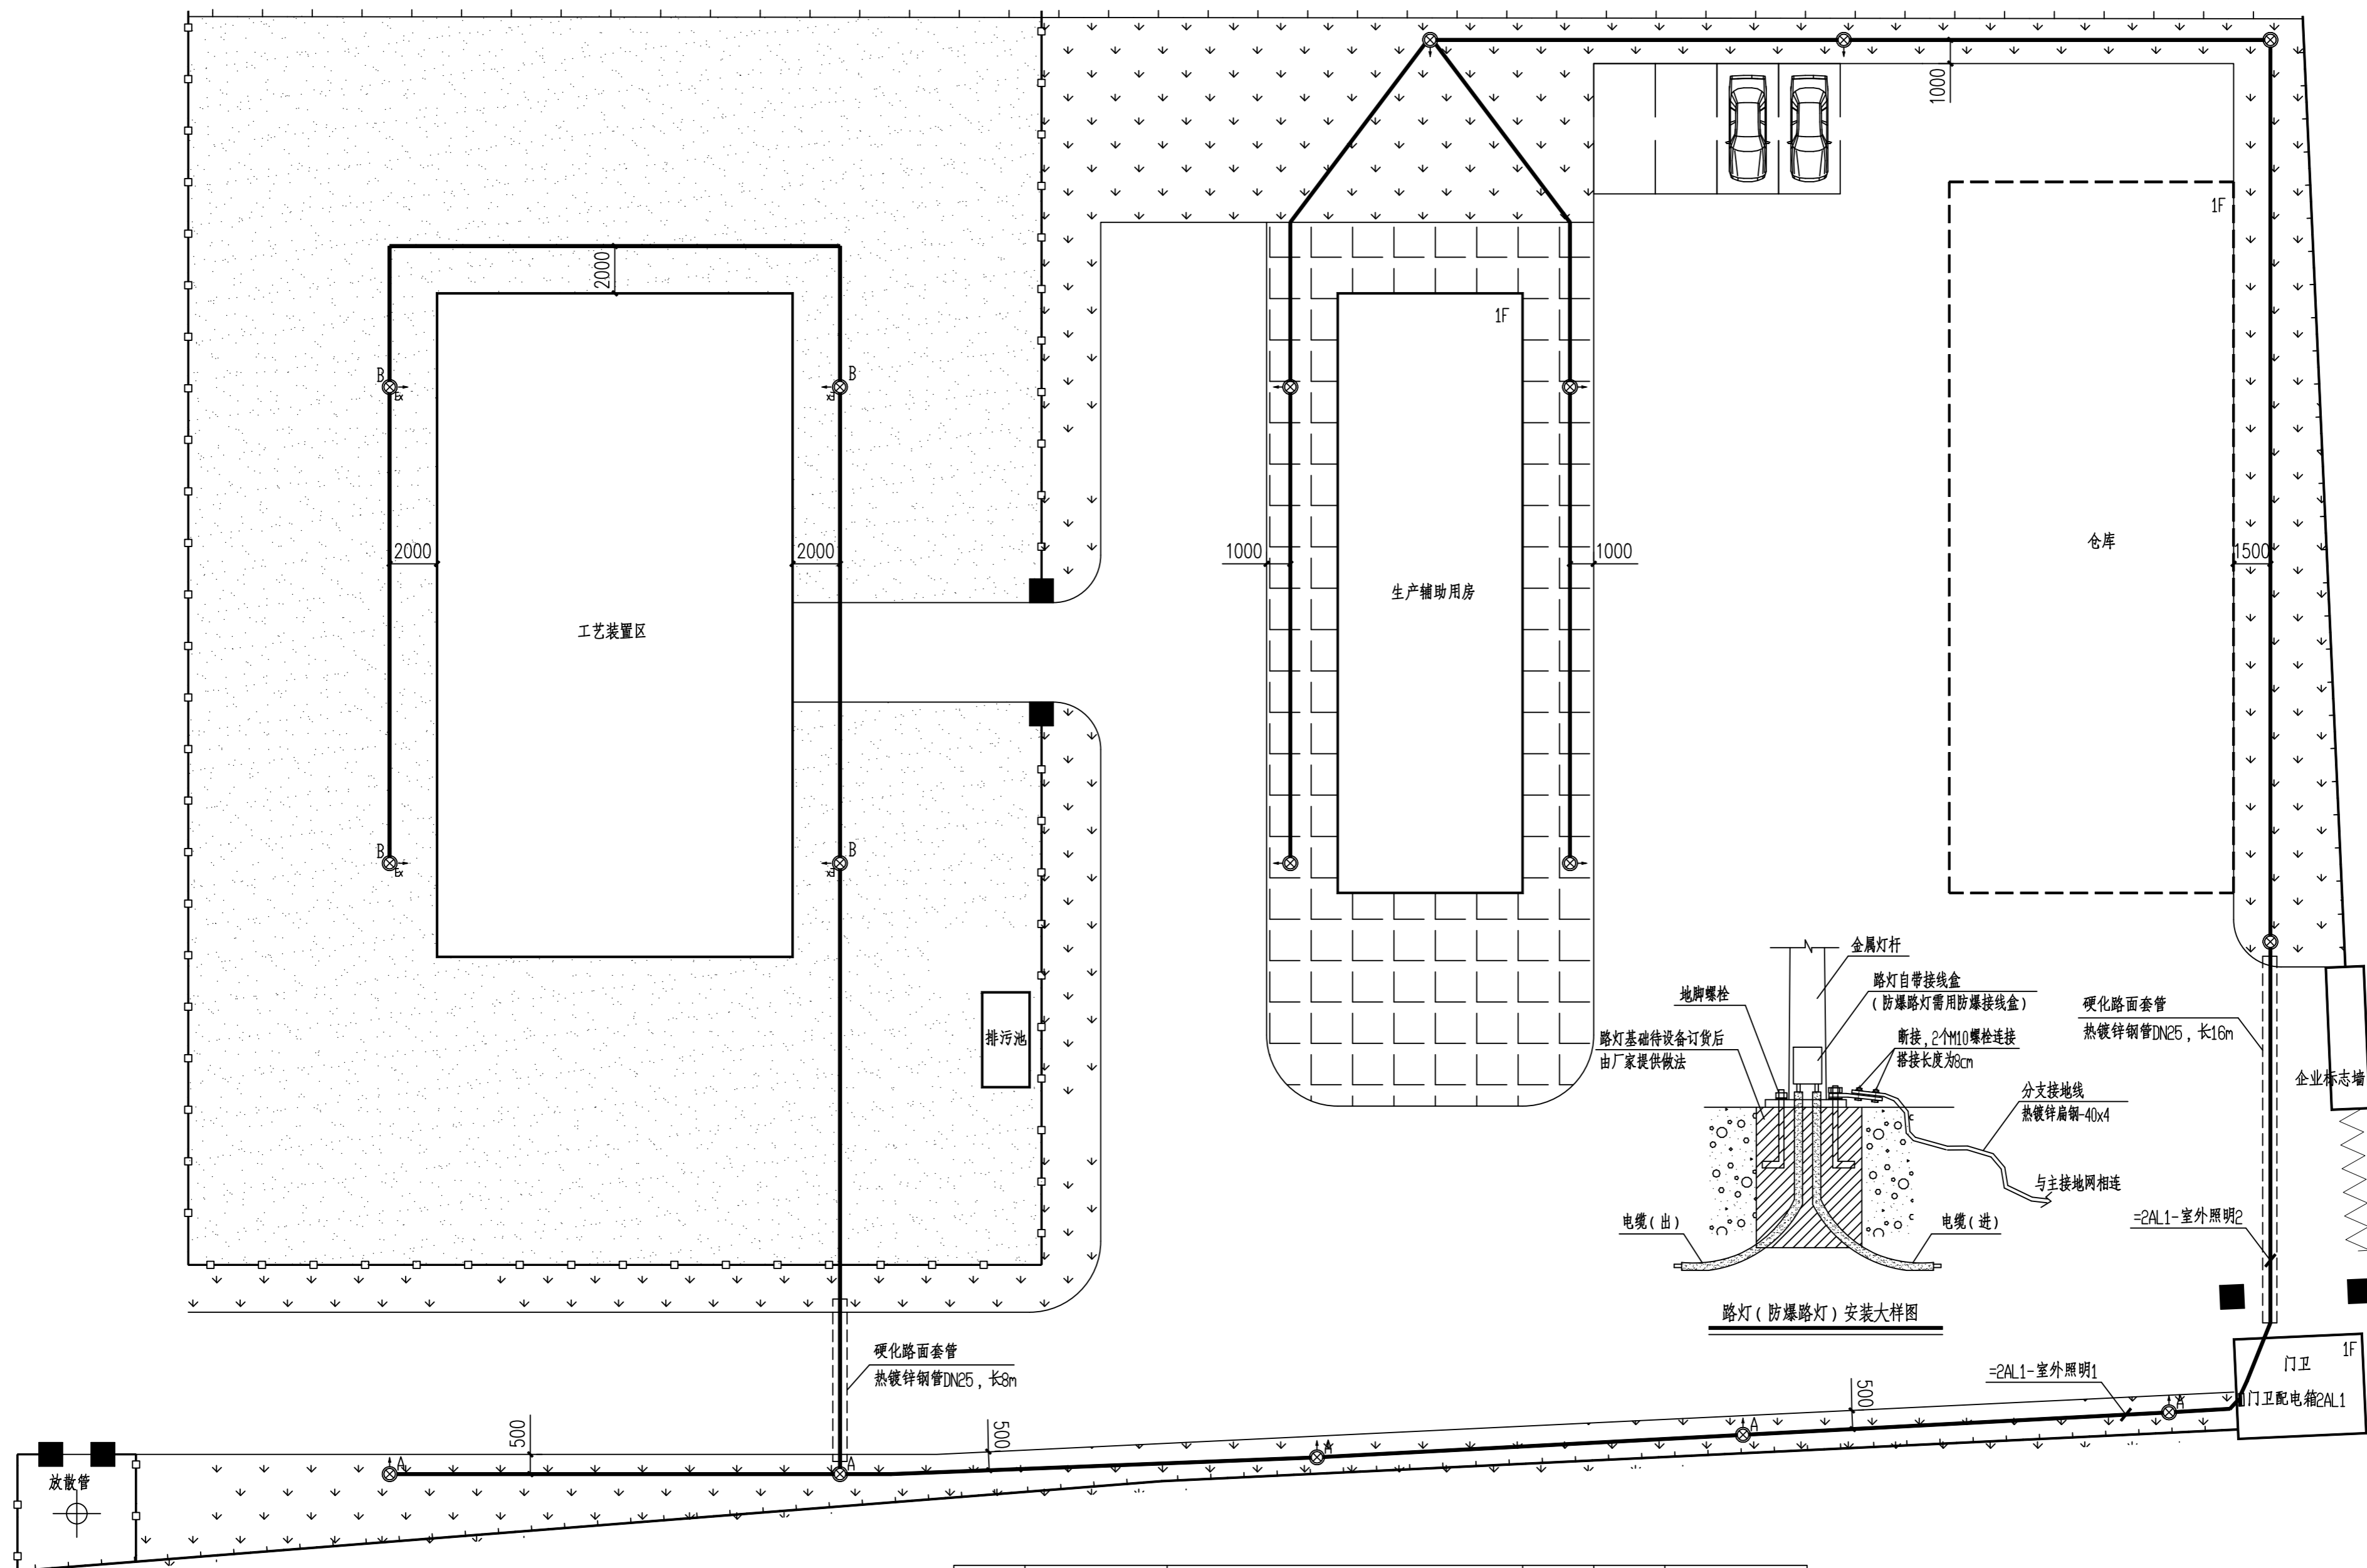 1000
1F
2000
1F
B
B
Ex
Ex
2000
2000
1000
1000
1500
仓库
生产辅助用房
工艺装置区
B
B
Ex
Ex
金属灯杆
路灯自带接线盒
(防爆路灯需用防爆接线盒)
地脚螺栓
硬化路面套管
热镀锌钢管DN25，长16m
路灯基础待设备订货后
由厂家提供做法
断接，2个M10螺栓连接
搭接长度为8cm
排污池
企业标志墙
分支接地线
热镀锌扁钢-40x4
与主接地网相连
电缆(出)
电缆(进)
=2AL1-室外照明2
路灯(防爆路灯)安装大样图
硬化路面套管
热镀锌钢管DN25，长8m
1F
门卫
=2AL1-室外照明1
门卫配电箱2AL1
500
500
500
A
A
A
A
A
放散管